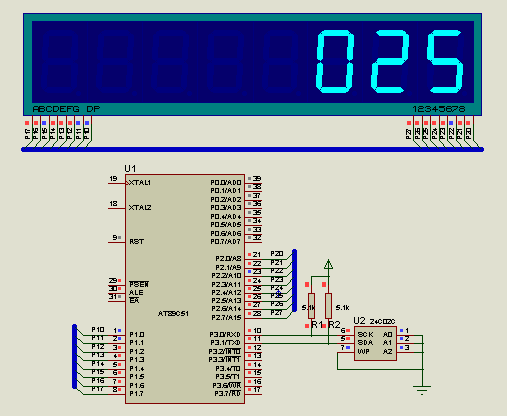 025
ABCDEFG DP
12345678
P17
P16
P15
P14
P13
P12
P11
P10
P27
P26
P25
P24
P23
P22
P21
P20
U1
19 XTAL1
18 XTAL2
9 RST
29 PSEN
30 ALE
31 EA
AT89C51
P0.0/AD0 39
P0.1/AD1 38
P0.2/AD2 37
P0.3/AD3 36
P0.4/AD4 35
P0.5/AD5 34
P0.6/AD6 33
P0.7/AD7 32
P2.0/A8 21 P20
P2.1/A9 22 P21
P2.2/A10 23 P22
P2.3/A11 24 P23
P2.4/A12 25
P2.5/A13 26 P25
P2.6/A14 27 P26
P2.7/A15 28 P27
P10 1 P1.0
P11 2 P1.1
P12 3 P1.2
P13 4 P1.3
P14 5 P1.4
P15 6 P1.5
P16 7 P1.6
P17 8 P1.7
P3.0/RXD 10
P3.1/TXD 11
P3.2/INT0 12
P3.3/INT1 13
P3.4/T0 14
P3.5/T1 15
P3.6/WR 16
P3.7/RD 17
5.1k 5.1k
R1 R2
U2 24C02C
6 SCK A0 1
5 SDA A1 2
7 WP A2 3